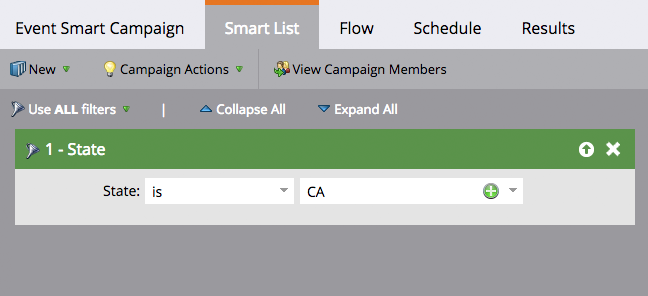 Event Smart Campaign Smart List Flow Schedule Results
New Campaign Actions View Campaign Members
Use ALL filters | Collapse All Expand All
1 - State
State: is CA